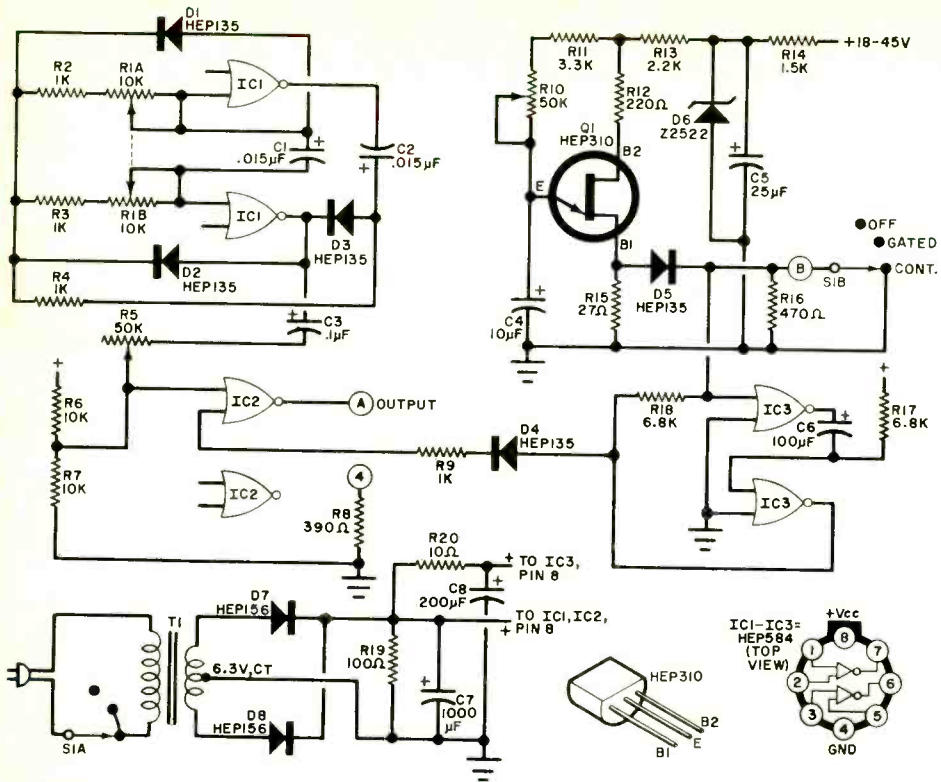 D1
HEP135
R2
1K
R1A
10K
IC1
C1
.015μF
C2
.015μF
R3
1K
R1B
10K
IC1
D3
HEP135
D2
HEP135
R4
1K
R5
50K
C3
.1μF
R6
10K
R7
10K
IC2
A OUTPUT
IC2
4
R8
390Ω
R9
1K
D4
HEP135
R11
3.3K
R13
2.2K
R14
1.5K
+18-45V
R10
50K
R12
220Ω
Q1
HEP310
B2
E
B1
D6
Z2522
C5
25μF
OFF
GATED
CONT.
B
S1B
D5
HEP135
R15
27Ω
R16
470Ω
C4
10μF
R18
6.8K
IC3
C6
100μF
R17
6.8K
IC3
R20
10Ω
+ TO IC3,
PIN 8
C8
200μF
+ TO IC1, IC2,
PIN 8
D7
HEP156
T1
6.3V,CT
R19
100Ω
C7
1000
μF
D8
HEP156
S1A
HEP310
B2
E
B1
IC1-IC3=
HEP584
(TOP
VIEW)
+Vcc
8
1
7
2
6
3
5
4
GND